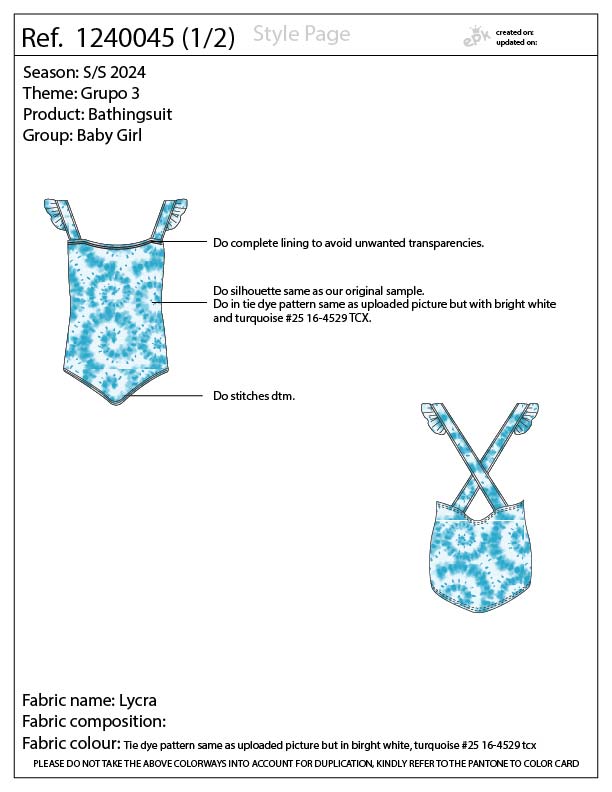 Ref. 1240045 (1/2)
Style Page
epk
created on:
updated on:
Season: S/S 2024
Theme: Grupo 3
Product: Bathingsuit
Group: Baby Girl
Do complete lining to avoid unwanted transparencies.
Do silhouette same as our original sample.
Do in tie dye pattern same as uploaded picture but with bright white
and turquoise #25 16-4529 TCX.
Do stitches dtm.
Fabric name: Lycra
Fabric composition:
Fabric colour: Tie dye pattern same as uploaded picture but in birght white, turquoise #25 16-4529 tcx
PLEASE DO NOT TAKE THE ABOVE COLORWAYS INTO ACCOUNT FOR DUPLICATION, KINDLY REFER TO THE PANTONE TO COLOR CARD